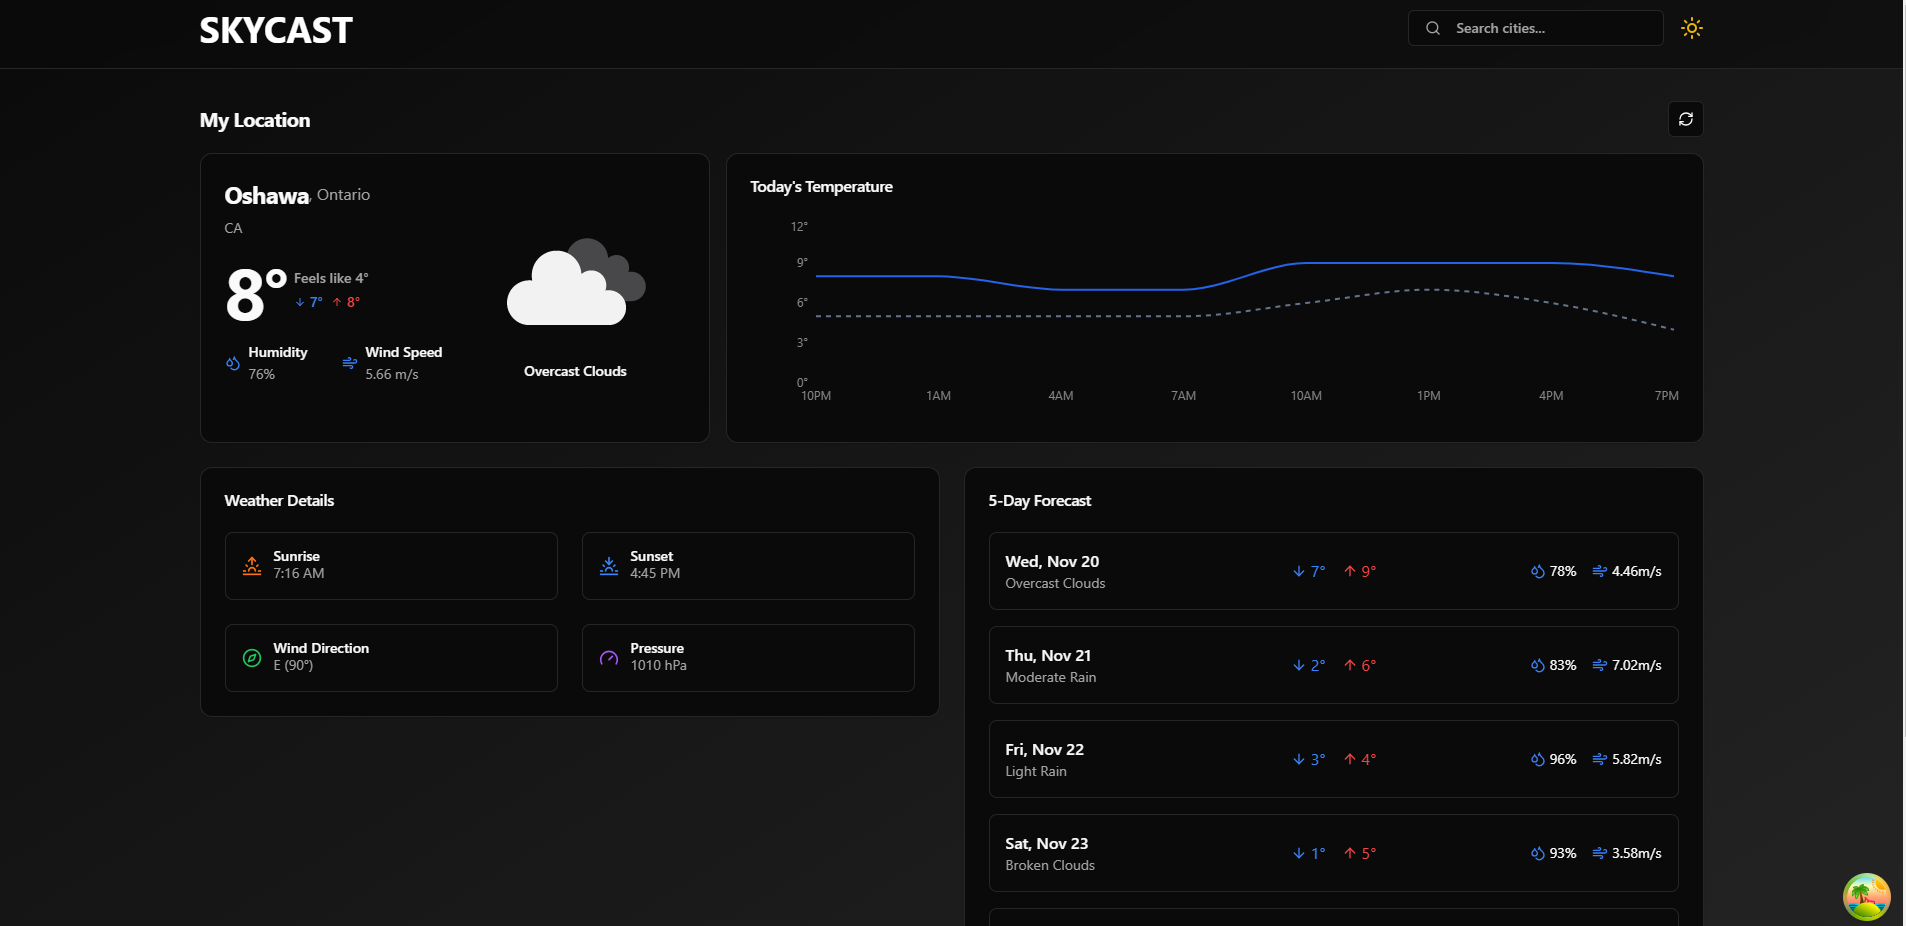 SKYCAST
Search cities...
My Location
Oshawa, Ontario
CA
8°
Feels like 4°
7° 8°
Humidity
76%
Wind Speed
5.66 m/s
Overcast Clouds
Today's Temperature
12°
9°
6°
3°
0°
10PM 1AM 4AM 7AM 10AM 1PM 4PM 7PM
Weather Details
Sunrise
7:16 AM
Sunset
4:45 PM
Wind Direction
E (90°)
Pressure
1010 hPa
5-Day Forecast
Wed, Nov 20
Overcast Clouds
7° 9° 78% 4.46m/s
Thu, Nov 21
Moderate Rain
2° 6° 83% 7.02m/s
Fri, Nov 22
Light Rain
3° 4° 96% 5.82m/s
Sat, Nov 23
Broken Clouds
1° 5° 93% 3.58m/s